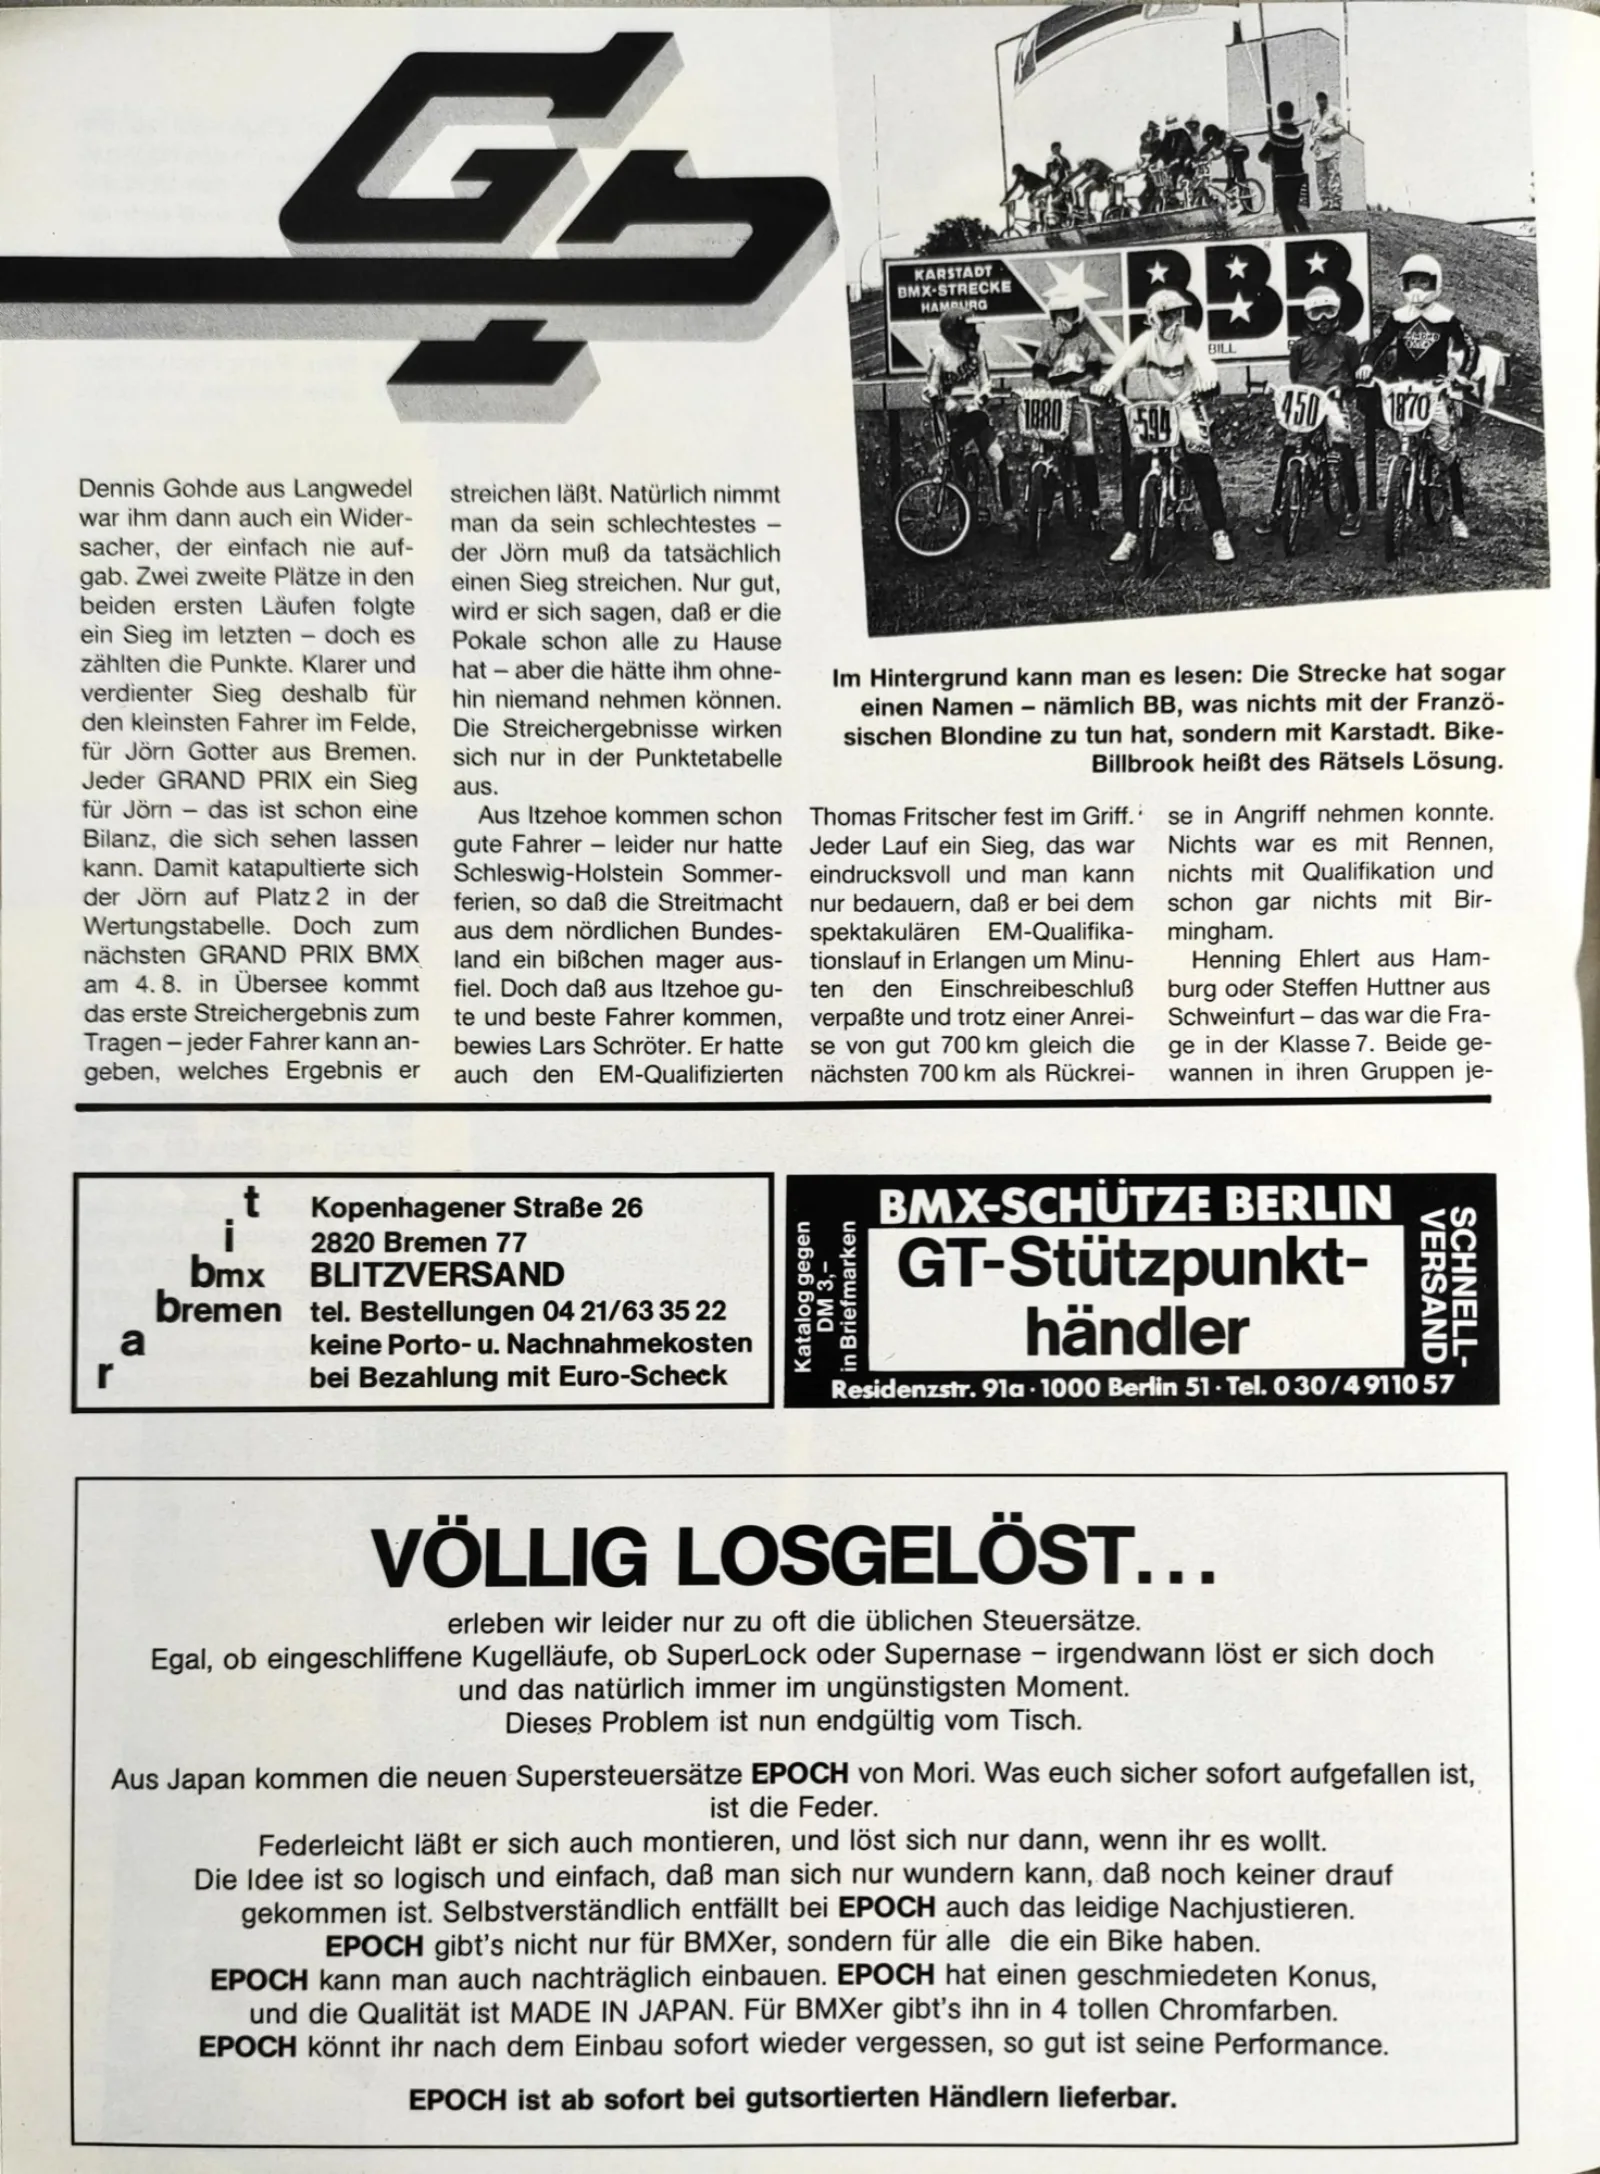 GP
KARSTADT
BMX-STRECKE
HAMBURG
BBB
BILL
1880
594
450
1870
Dennis Gohde aus Langwedel
war ihm dann auch ein Wider-
sacher, der einfach nie auf-
gab. Zwei zweite Plätze in den
beiden ersten Läufen folgte
ein Sieg im letzten – doch es
zählten die Punkte. Klarer und
verdienter Sieg deshalb für
den kleinsten Fahrer im Felde,
für Jörn Gotter aus Bremen.
Jeder GRAND PRIX ein Sieg
für Jörn – das ist schon eine
Bilanz, die sich sehen lassen
kann. Damit katapultierte sich
der Jörn auf Platz 2 in der
Wertungstabelle. Doch zum
nächsten GRAND PRIX BMX
am 4. 8. in Übersee kommt
das erste Streichergebnis zum
Tragen – jeder Fahrer kann an-
geben, welches Ergebnis er
streichen läßt. Natürlich nimmt
man da sein schlechtestes –
der Jörn muß da tatsächlich
einen Sieg streichen. Nur gut,
wird er sich sagen, daß er die
Pokale schon alle zu Hause
hat – aber die hätte ihm ohne-
hin niemand nehmen können.
Die Streichergebnisse wirken
sich nur in der Punktetabelle
aus.
Aus Itzehoe kommen schon
gute Fahrer – leider nur hatte
Schleswig-Holstein Sommer-
ferien, so daß die Streitmacht
aus dem nördlichen Bundes-
land ein bißchen mager aus-
fiel. Doch daß aus Itzehoe gu-
te und beste Fahrer kommen,
bewies Lars Schröter. Er hatte
auch den EM-Qualifizierten
Im Hintergrund kann man es lesen: Die Strecke hat sogar
einen Namen – nämlich BB, was nichts mit der Franzö-
sischen Blondine zu tun hat, sondern mit Karstadt. Bike-
Billbrook heißt des Rätsels Lösung.
Thomas Fritscher fest im Griff.
Jeder Lauf ein Sieg, das war
eindrucksvoll und man kann
nur bedauern, daß er bei dem
spektakulären EM-Qualifika-
tionslauf in Erlangen um Minu-
ten den Einschreibeschluß
verpaßte und trotz einer Anrei-
se von gut 700 km gleich die
nächsten 700 km als Rückrei-
se in Angriff nehmen konnte.
Nichts war es mit Rennen,
nichts mit Qualifikation und
schon gar nichts mit Bir-
mingham.
Henning Ehlert aus Ham-
burg oder Steffen Huttner aus
Schweinfurt – das war die Fra-
ge in der Klasse 7. Beide ge-
wannen in ihren Gruppen je-
t
i
bmx
bremen
a
r
Kopenhagener Straße 26
2820 Bremen 77
BLITZVERSAND
tel. Bestellungen 04 21/63 35 22
keine Porto- u. Nachnahmekosten
bei Bezahlung mit Euro-Scheck
Katalog gegen
DM 3,–
in Briefmarken
BMX-SCHÜTZE BERLIN
GT-Stützpunkt-
händler
SCHNELL-
VERSAND
Residenzstr. 91a · 1000 Berlin 51 · Tel. 0 30 / 4 91 10 57
VÖLLIG LOSGELÖST...
erleben wir leider nur zu oft die üblichen Steuersätze.
Egal, ob eingeschliffene Kugelläufe, ob SuperLock oder Supernase – irgendwann löst er sich doch
und das natürlich immer im ungünstigsten Moment.
Dieses Problem ist nun endgültig vom Tisch.
Aus Japan kommen die neuen Supersteuersätze EPOCH von Mori. Was euch sicher sofort aufgefallen ist,
ist die Feder.
Federleicht läßt er sich auch montieren, und löst sich nur dann, wenn ihr es wollt.
Die Idee ist so logisch und einfach, daß man sich nur wundern kann, daß noch keiner drauf
gekommen ist. Selbstverständlich entfällt bei EPOCH auch das leidige Nachjustieren.
EPOCH gibt's nicht nur für BMXer, sondern für alle die ein Bike haben.
EPOCH kann man auch nachträglich einbauen. EPOCH hat einen geschmiedeten Konus,
und die Qualität ist MADE IN JAPAN. Für BMXer gibt's ihn in 4 tollen Chromfarben.
EPOCH könnt ihr nach dem Einbau sofort wieder vergessen, so gut ist seine Performance.
EPOCH ist ab sofort bei gutsortierten Händlern lieferbar.